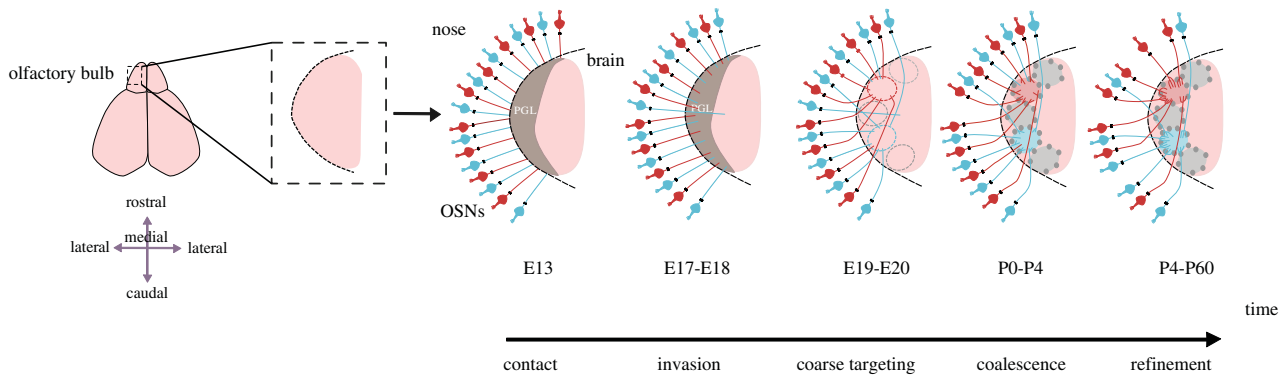 nose
brain
olfactory bulb
PGL
PGL
OSNs
rostral
medial
lateral
lateral
caudal
E13
E17-E18
E19-E20
P0-P4
P4-P60
time
contact
invasion
coarse targeting
coalescence
refinement